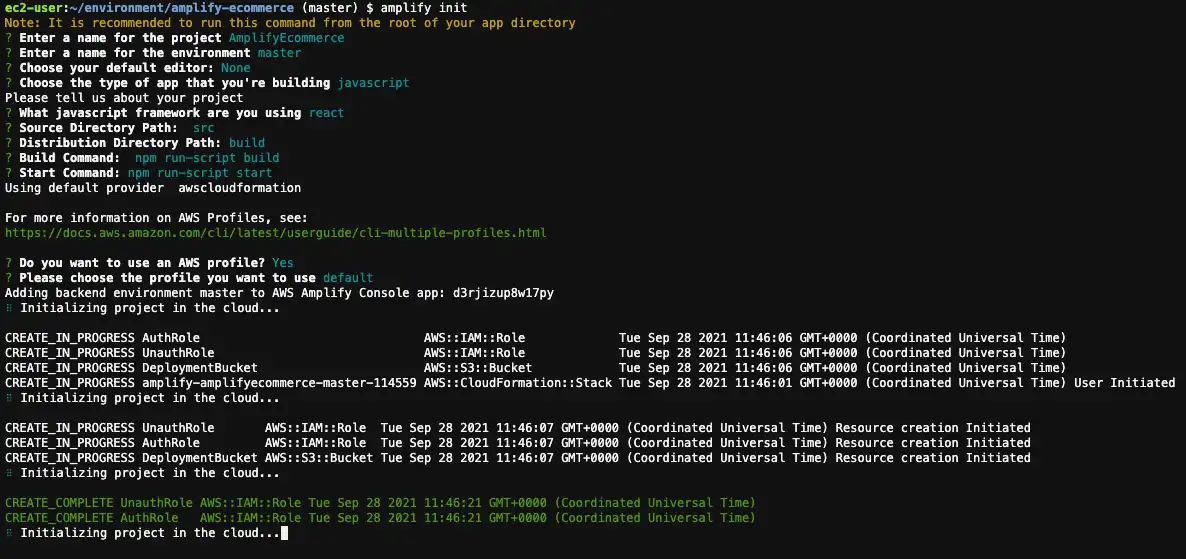 ec2-user:~/environment/amplify-ecommerce (master) $ amplify init
Note: It is recommended to run this command from the root of your app directory
? Enter a name for the project AmplifyEcommerce
? Enter a name for the environment master
? Choose your default editor: None
? Choose the type of app that you're building javascript
Please tell us about your project
? What javascript framework are you using react
? Source Directory Path:  src
? Distribution Directory Path: build
? Build Command:  npm run-script build
? Start Command: npm run-script start
Using default provider  awscloudformation
For more information on AWS Profiles, see:
https://docs.aws.amazon.com/cli/latest/userguide/cli-multiple-profiles.html
? Do you want to use an AWS profile? Yes
? Please choose the profile you want to use default
Adding backend environment master to AWS Amplify Console app: d3rjizup8w17py
⠿ Initializing project in the cloud...
CREATE_IN_PROGRESS AuthRole                               AWS::IAM::Role             Tue Sep 28 2021 11:46:06 GMT+0000 (Coordinated Universal Time)
CREATE_IN_PROGRESS UnauthRole                             AWS::IAM::Role             Tue Sep 28 2021 11:46:06 GMT+0000 (Coordinated Universal Time)
CREATE_IN_PROGRESS DeploymentBucket                       AWS::S3::Bucket            Tue Sep 28 2021 11:46:06 GMT+0000 (Coordinated Universal Time)
CREATE_IN_PROGRESS amplify-amplifyecommerce-master-114559 AWS::CloudFormation::Stack Tue Sep 28 2021 11:46:01 GMT+0000 (Coordinated Universal Time) User Initiated
⠿ Initializing project in the cloud...
CREATE_IN_PROGRESS UnauthRole       AWS::IAM::Role  Tue Sep 28 2021 11:46:07 GMT+0000 (Coordinated Universal Time) Resource creation Initiated
CREATE_IN_PROGRESS AuthRole         AWS::IAM::Role  Tue Sep 28 2021 11:46:07 GMT+0000 (Coordinated Universal Time) Resource creation Initiated
CREATE_IN_PROGRESS DeploymentBucket AWS::S3::Bucket Tue Sep 28 2021 11:46:07 GMT+0000 (Coordinated Universal Time) Resource creation Initiated
⠿ Initializing project in the cloud...
CREATE_COMPLETE UnauthRole AWS::IAM::Role Tue Sep 28 2021 11:46:21 GMT+0000 (Coordinated Universal Time)
CREATE_COMPLETE AuthRole   AWS::IAM::Role Tue Sep 28 2021 11:46:21 GMT+0000 (Coordinated Universal Time)
⠿ Initializing project in the cloud...